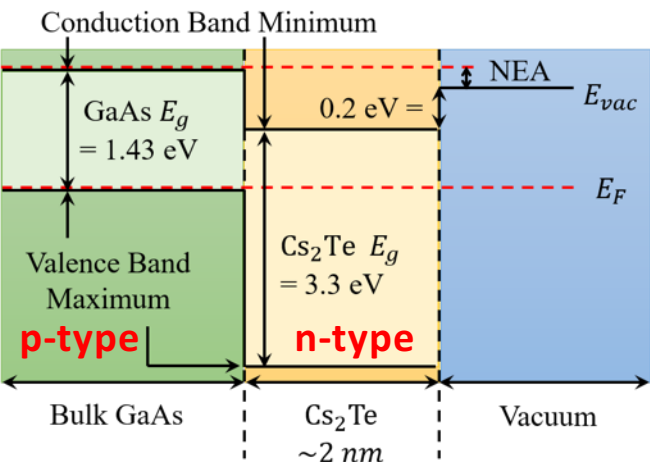 Conduction Band Minimum
NEA
GaAs E_g
= 1.43 eV
0.2 eV =
E_vac
E_F
Valence Band
Maximum
Cs₂Te E_g
= 3.3 eV
p-type
n-type
Bulk GaAs
Cs₂Te
~2 nm
Vacuum